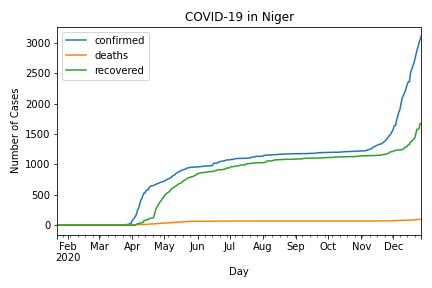 COVID-19 in Niger
confirmed
deaths
recovered
Number of Cases
3000
2500
2000
1500
1000
500
0
Feb Mar Apr May Jun Jul Aug Sep Oct Nov Dec
2020
Day